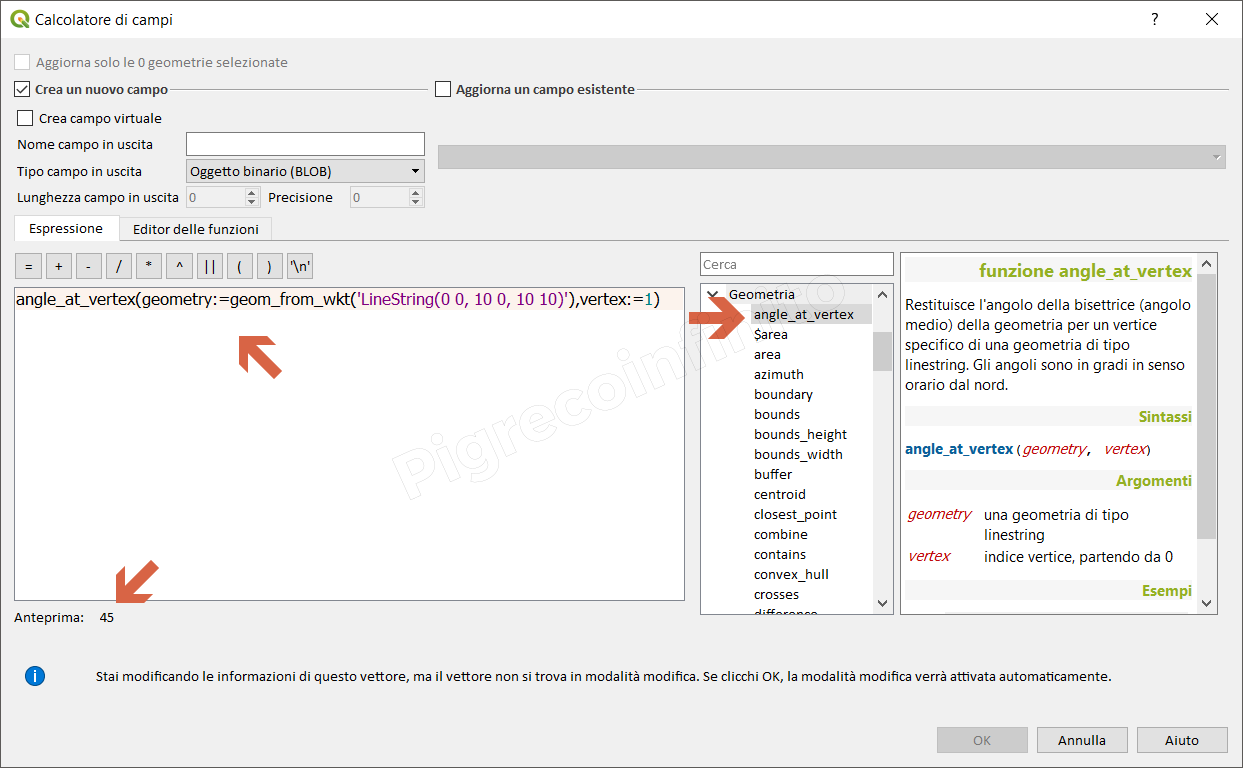 Calcolatore di campi
?
Aggiorna solo le 0 geometrie selezionate
Crea un nuovo campo
Aggiorna un campo esistente
Crea campo virtuale
Nome campo in uscita
Tipo campo in uscita
Oggetto binario (BLOB)
Lunghezza campo in uscita 0 Precisione 0
Espressione
Editor delle funzioni
= + - / * ^ || ( ) '\n'
angle_at_vertex(geometry:=geom_from_wkt('LineString(0 0, 10 0, 10 10)'),vertex:=1)
Anteprima: 45
Cerca
Geometria
angle_at_vertex
$area
area
azimuth
boundary
bounds
bounds_height
bounds_width
buffer
centroid
closest_point
combine
contains
convex_hull
crosses
difference
funzione angle_at_vertex
Restituisce l'angolo della bisettrice (angolo
medio) della geometria per un vertice
specifico di una geometria di tipo
linestring. Gli angoli sono in gradi in senso
orario dal nord.
Sintassi
angle_at_vertex(geometry, vertex)
Argomenti
geometry una geometria di tipo
linestring
vertex indice vertice, partendo da 0
Esempi
Pigrecoinfinito
Stai modificando le informazioni di questo vettore, ma il vettore non si trova in modalità modifica. Se clicchi OK, la modalità modifica verrà attivata automaticamente.
OK
Annulla
Aiuto